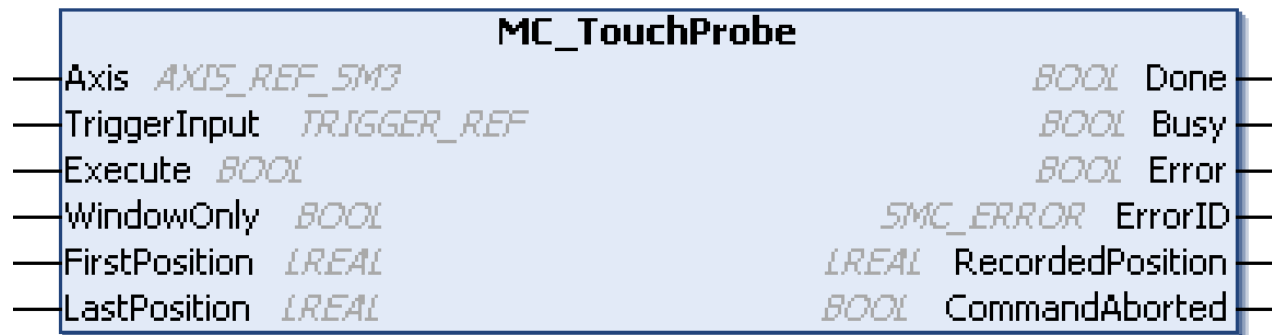 MC_TouchProbe
Axis AXIS_REF_SM3 BOOL Done
TriggerInput TRIGGER_REF BOOL Busy
Execute BOOL BOOL Error
WindowOnly BOOL SMC_ERROR ErrorID
FirstPosition LREAL LREAL RecordedPosition
LastPosition LREAL BOOL CommandAborted